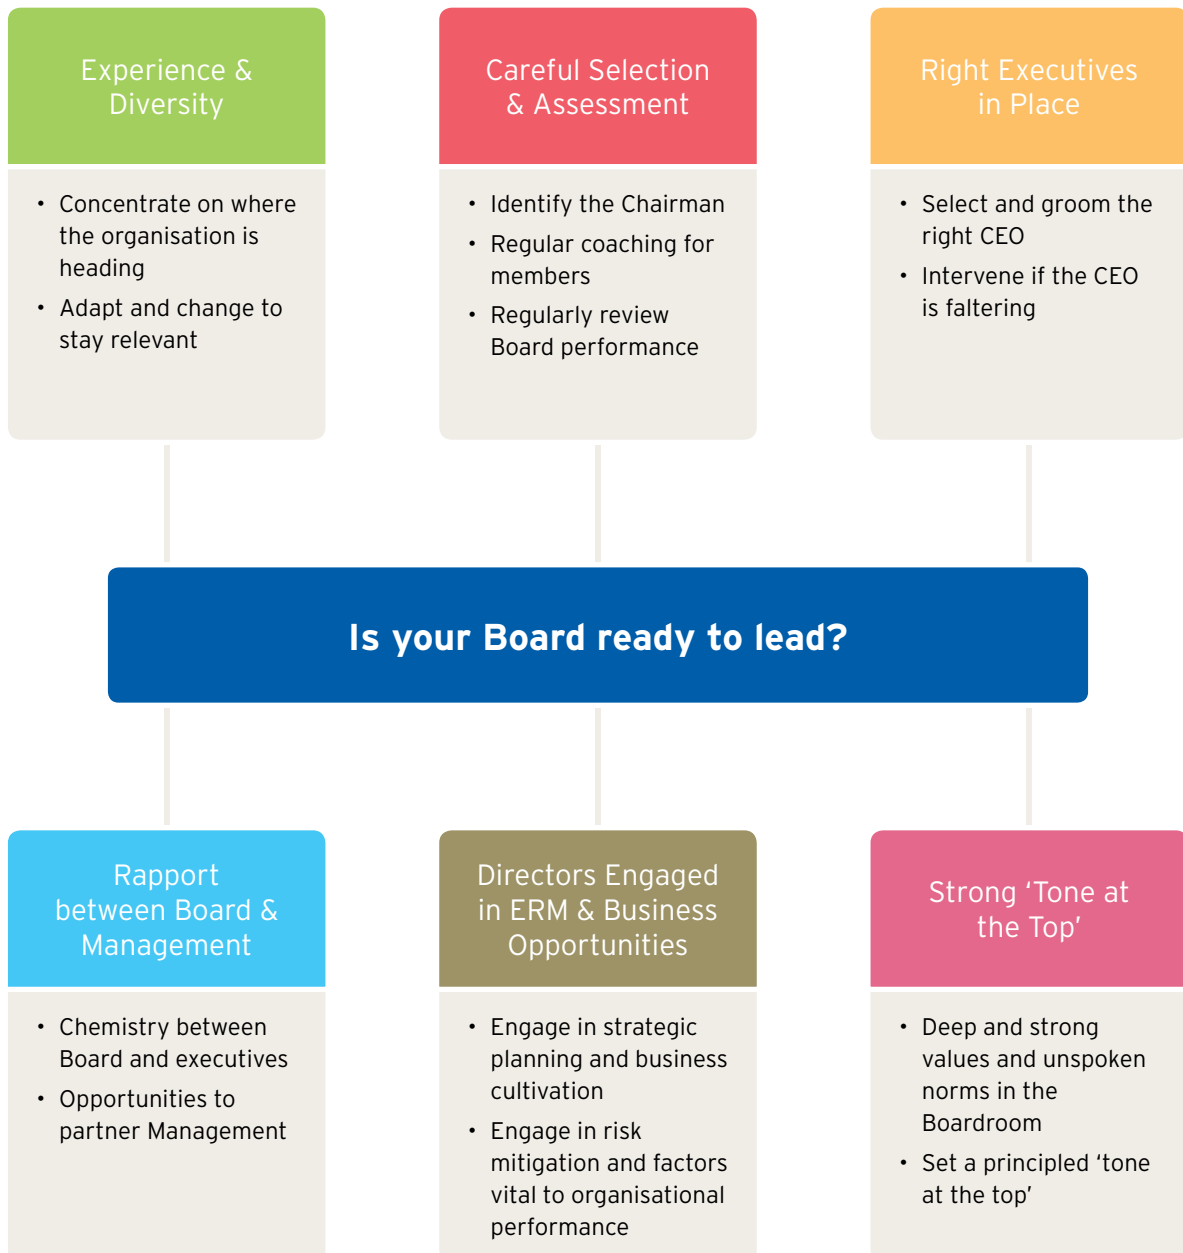 Experience &
Diversity
• Concentrate on where
the organisation is
heading
• Adapt and change to
stay relevant
Careful Selection
& Assessment
• Identify the Chairman
• Regular coaching for
members
• Regularly review
Board performance
Right Executives
in Place
• Select and groom the
right CEO
• Intervene if the CEO
is faltering
Is your Board ready to lead?
Rapport
between Board &
Management
• Chemistry between
Board and executives
• Opportunities to
partner Management
Directors Engaged
in ERM & Business
Opportunities
• Engage in strategic
planning and business
cultivation
• Engage in risk
mitigation and factors
vital to organisational
performance
Strong ‘Tone at
the Top’
• Deep and strong
values and unspoken
norms in the
Boardroom
• Set a principled ‘tone
at the top’